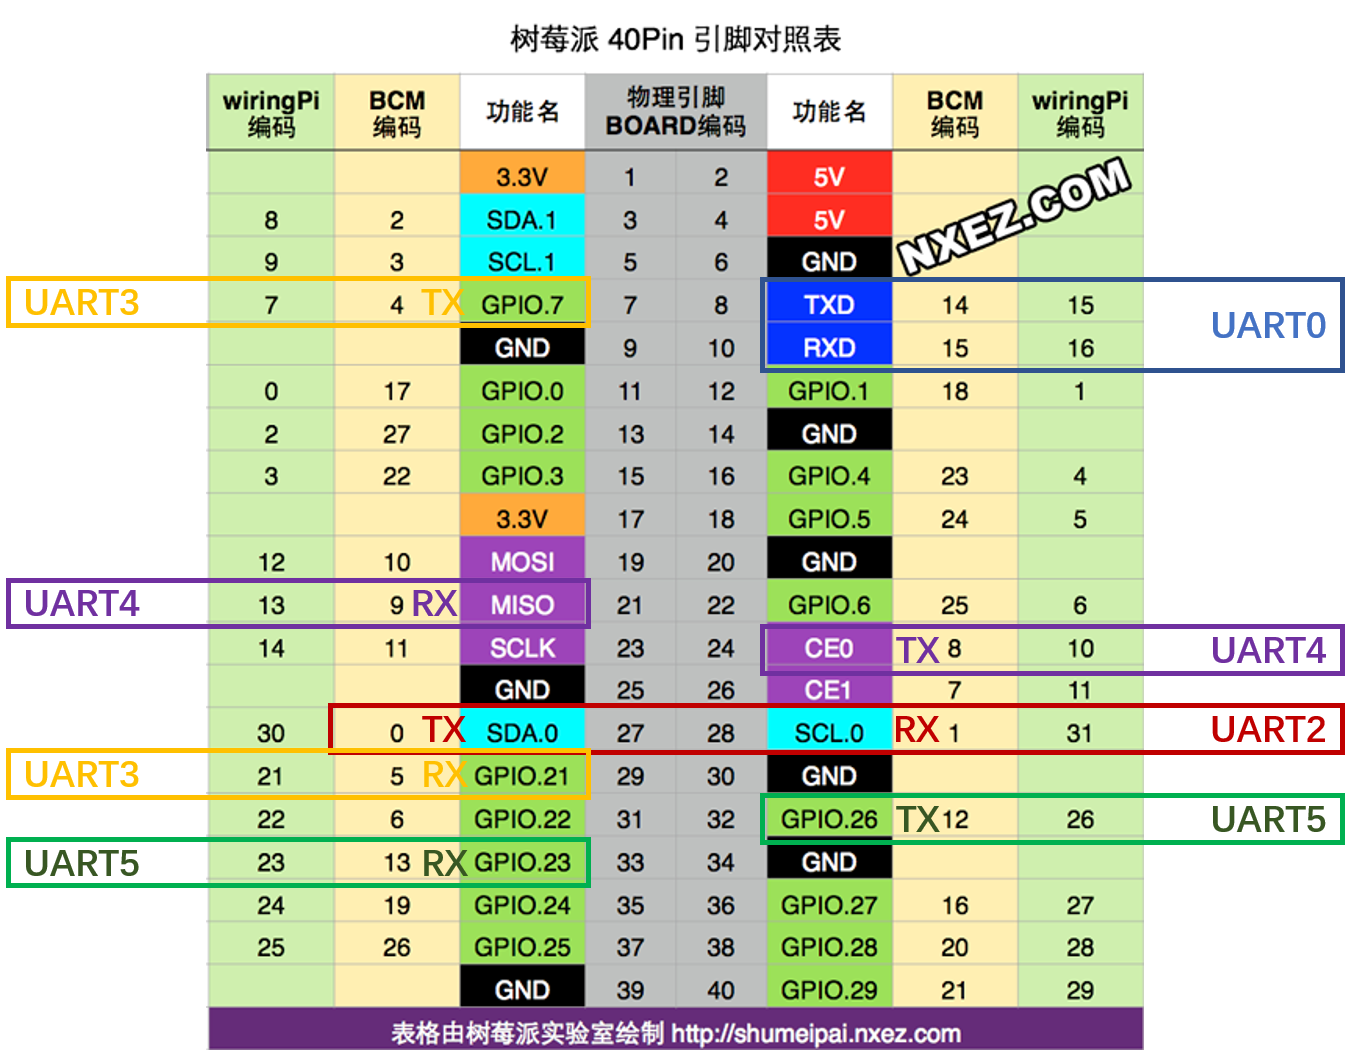 树莓派 40Pin 引脚对照表
wiringPi 编码 BCM 编码 功能名 物理引脚 BOARD编码 功能名 BCM 编码 wiringPi 编码
3.3V 1 2 5V
NXEZ.COM
8 2 SDA.1 3 4 5V
9 3 SCL.1 5 6 GND
UART3 7 4 TX GPIO.7 7 8 TXD 14 15
UART0
GND 9 10 RXD 15 16
0 17 GPIO.0 11 12 GPIO.1 18 1
2 27 GPIO.2 13 14 GND
3 22 GPIO.3 15 16 GPIO.4 23 4
3.3V 17 18 GPIO.5 24 5
12 10 MOSI 19 20 GND
UART4 13 9 RX MISO 21 22 GPIO.6 25 6
14 11 SCLK 23 24 CE0 TX 8 10 UART4
GND 25 26 CE1 7 11
30 0 TX SDA.0 27 28 SCL.0 RX 1 31 UART2
UART3 21 5 RX GPIO.21 29 30 GND
22 6 GPIO.22 31 32 GPIO.26 TX 12 26 UART5
UART5 23 13 RX GPIO.23 33 34 GND
24 19 GPIO.24 35 36 GPIO.27 16 27
25 26 GPIO.25 37 38 GPIO.28 20 28
GND 39 40 GPIO.29 21 29
表格由树莓派实验室绘制 http://shumeipai.nxez.com